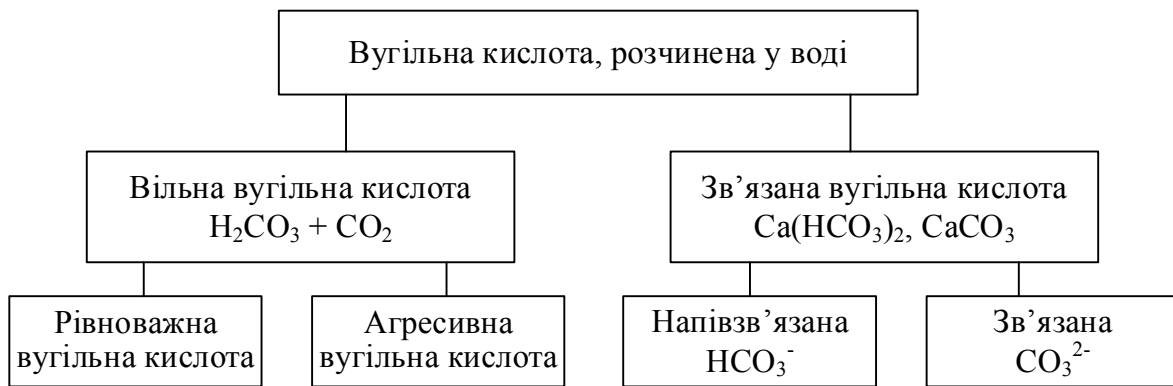 Вугільна кислота, розчинена у воді
Вільна вугільна кислота
H₂CO₃ + CO₂
Зв’язана вугільна кислота
Ca(HCO₃)₂, CaCO₃
Рівноважна
вугільна кислота
Агресивна
вугільна кислота
Напівзв’язана
HCO₃⁻
Зв’язана
CO₃²⁻